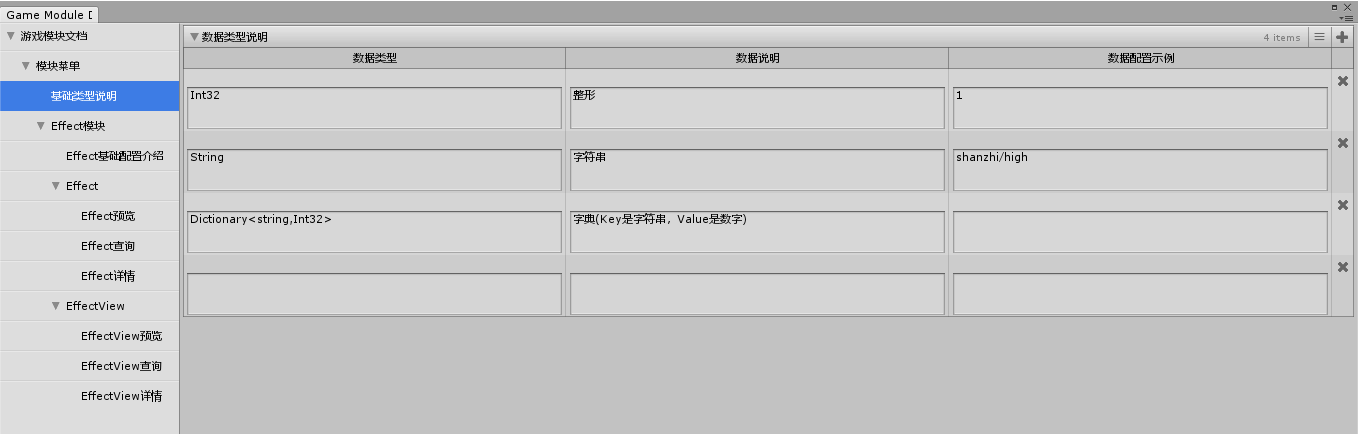 Game Module [
游戏模块文档
模块菜单
基础类型说明
Effect模块
Effect基础配置介绍
Effect
Effect预览
Effect查询
Effect详情
EffectView
EffectView预览
EffectView查询
EffectView详情
数据类型说明 4 items
数据类型 数据说明 数据配置示例
Int32 整形 1
String 字符串 shanzhi/high
Dictionary<string,Int32> 字典(Key是字符串，Value是数字)